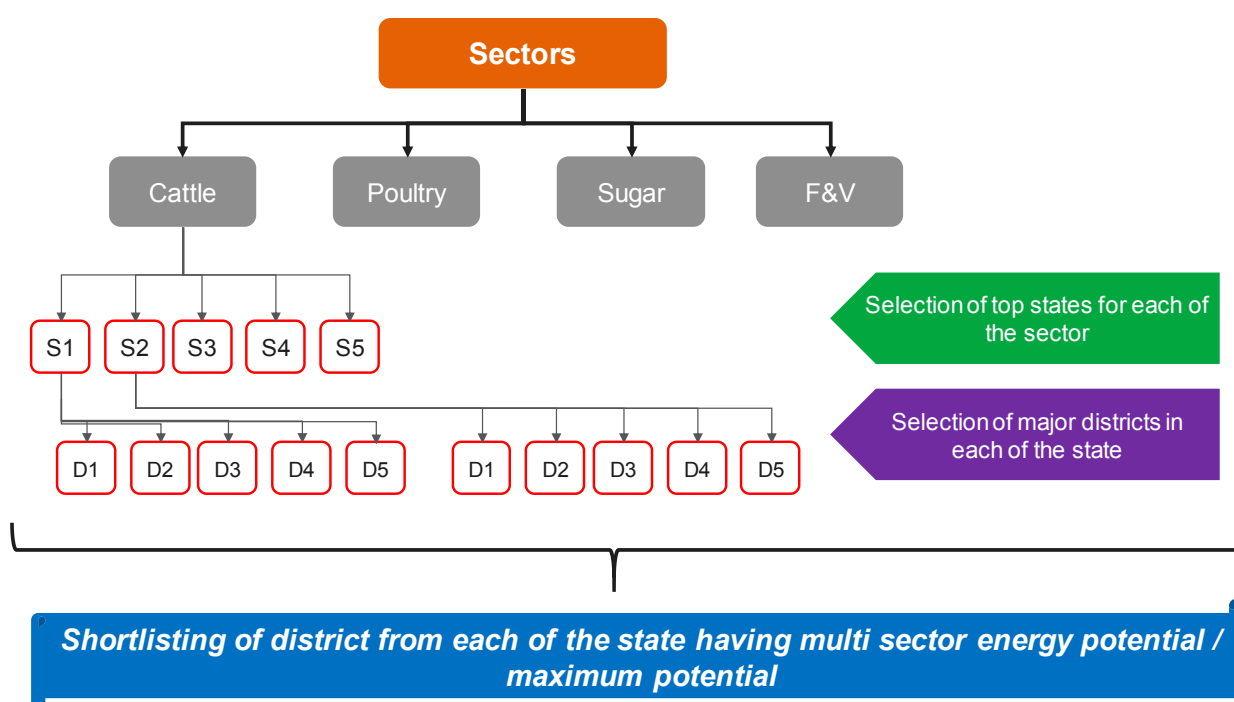 Sectors
Cattle
Poultry
Sugar
F&V
Selection of top states for each of
the sector
S1
S2
S3
S4
S5
Selection of major districts in
each of the state
D1
D2
D3
D4
D5
D1
D2
D3
D4
D5
Shortlisting of district from each of the state having multi sector energy potential /
maximum potential